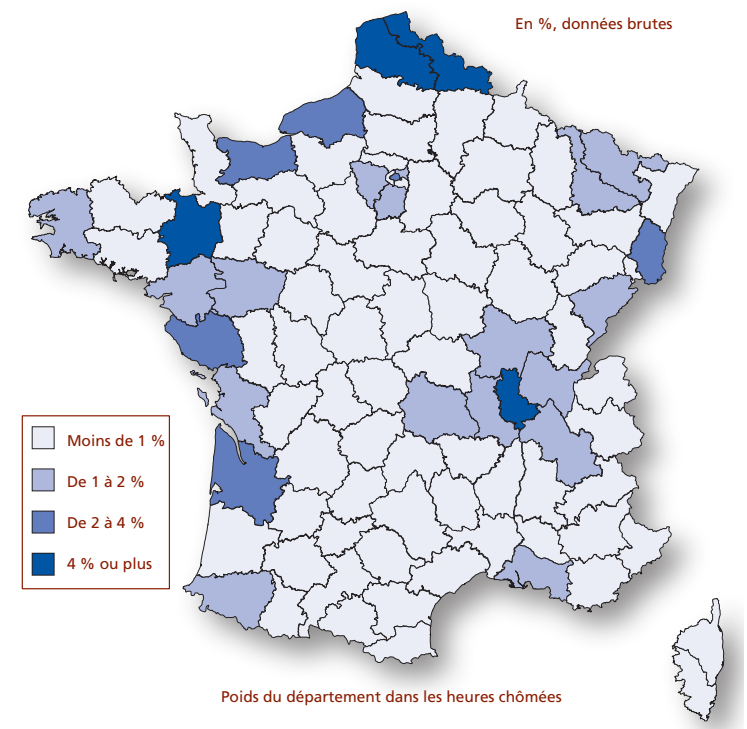 En %, données brutes
Moins de 1 %
De 1 à 2 %
De 2 à 4 %
4 % ou plus
Poids du département dans les heures chômées